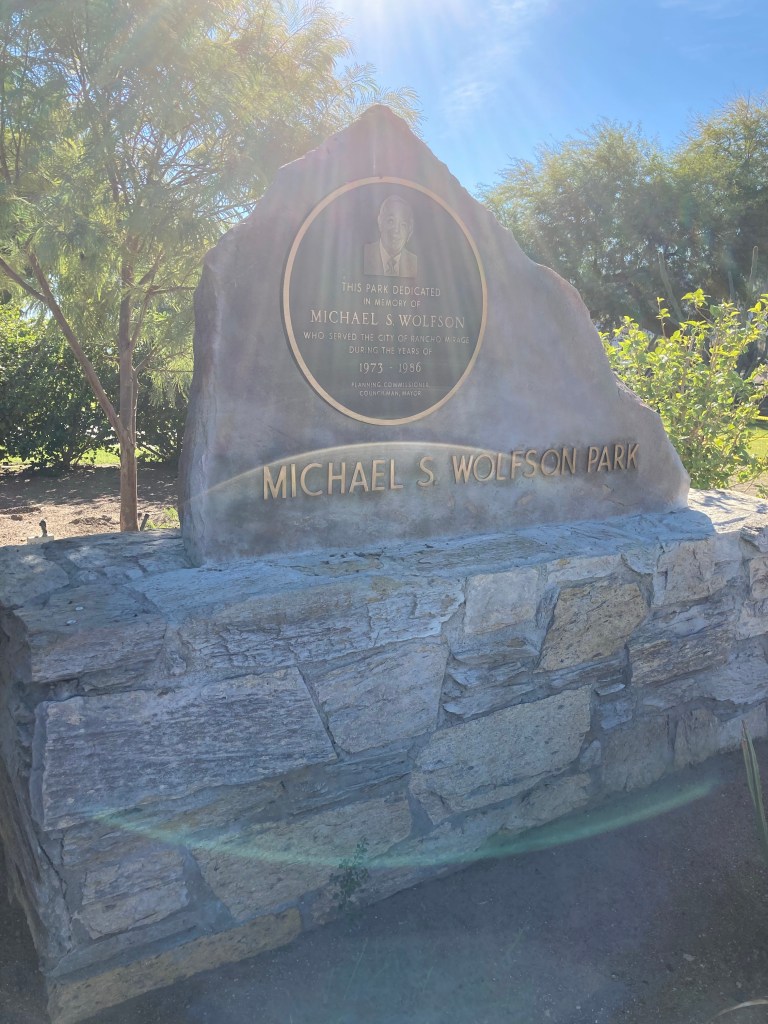 THIS PARK DEDICATED
IN MEMORY OF
MICHAEL S WOLFSON
WHO SERVED THE CITY OF RANCHO MIRAGE
DURING THE YEARS OF
1973 - 1986
PLANNING COMMISSIONER
COUNCILMAN, MAYOR
MICHAEL S. WOLFSON PARK